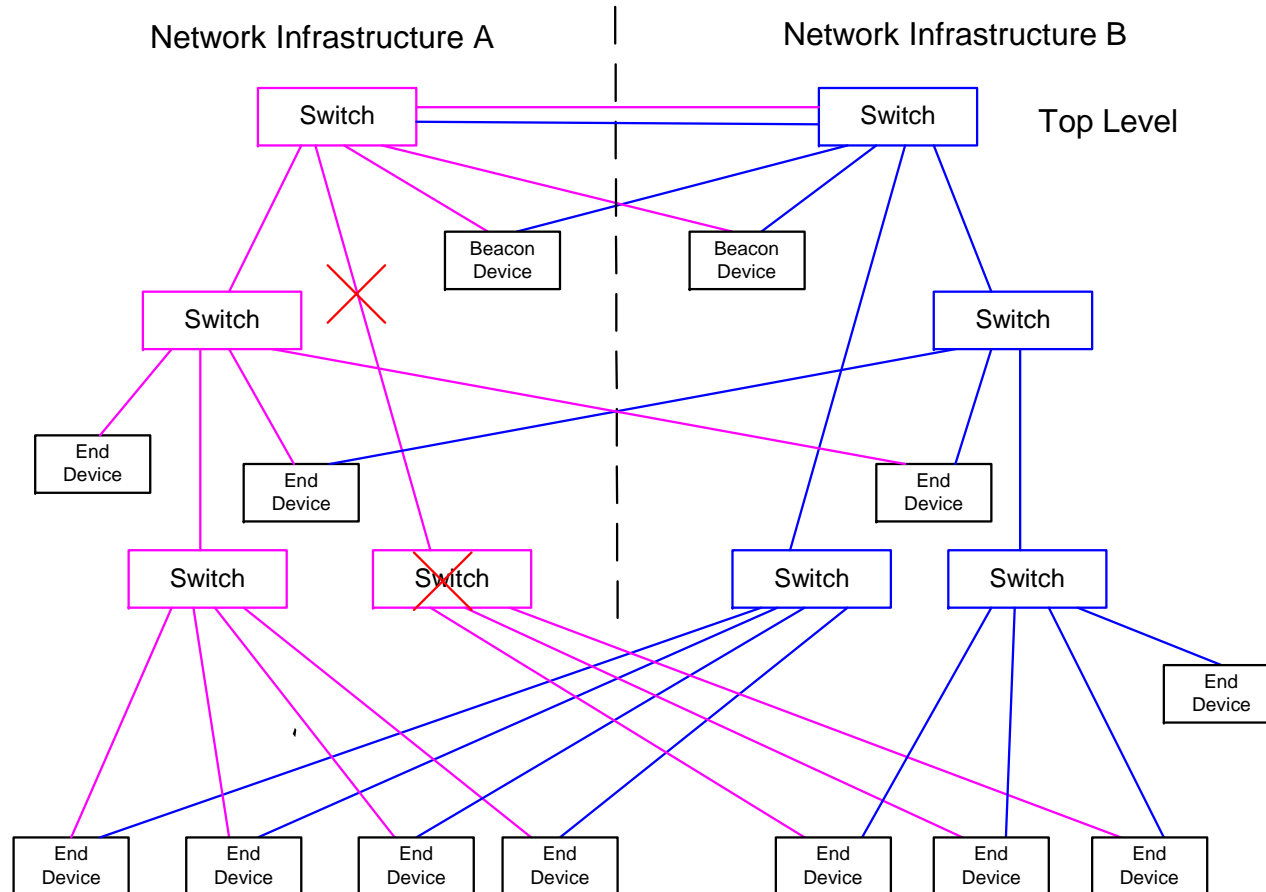 Network Infrastructure A
Network Infrastructure B
Switch
Switch
Top Level
Beacon
Device
Beacon
Device
Switch
Switch
End
Device
End
Device
End
Device
Switch
Switch
Switch
Switch
End
Device
End
Device
End
Device
End
Device
End
Device
End
Device
End
Device
End
Device